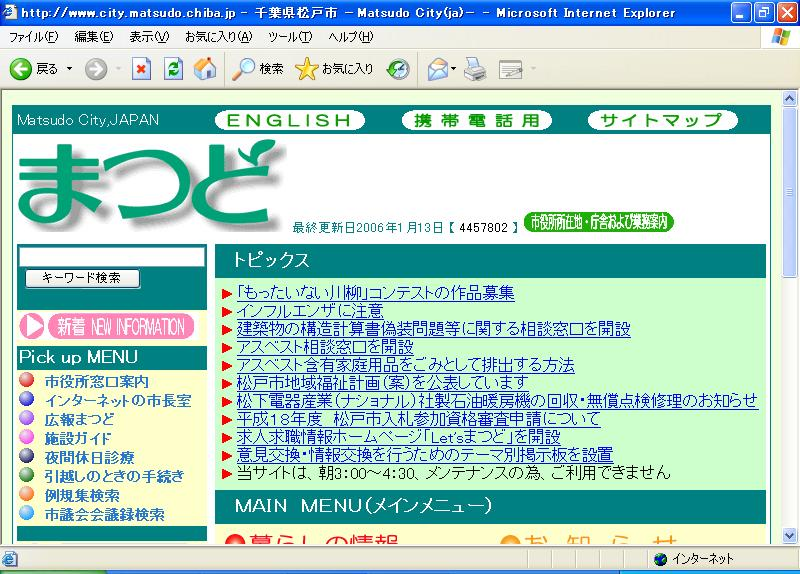 http://www.city.matsudo.chiba.jp - 千葉県松戸市 －Matsudo City(ja)－ - Microsoft Internet Explorer
ファイル(F) 編集(E) 表示(V) お気に入り(A) ツール(T) ヘルプ(H)
戻る 検索 お気に入り
Matsudo City,JAPAN ENGLISH 携帯電話用 サイトマップ
まつど
最終更新日2006年1月13日【 4457802 】 市役所所在地・庁舎および業務案内
キーワード検索
新着 NEW INFORMATION
Pick up MENU
市役所窓口案内
インターネットの市長室
広報まつど
施設ガイド
夜間休日診療
引越しのときの手続き
例規集検索
市議会会議録検索
トピックス
「もったいない川柳」コンテストの作品募集
インフルエンザに注意
建築物の構造計算書偽装問題等に関する相談窓口を開設
アスベスト相談窓口を開設
アスベスト含有家庭用品をごみとして排出する方法
松戸市地域福祉計画（案）を公表しています
松下電器産業（ナショナル）社製石油暖房機の回収・無償点検修理のお知らせ
平成18年度　松戸市入札参加資格審査申請について
求人求職情報ホームページ「Let'sまつど」を開設
意見交換・情報交換を行うためのテーマ別掲示板を設置
当サイトは、朝3:00～4:30、メンテナンスの為、ご利用できません
MAIN MENU（メインメニュー）
暮らしの情報 お知らせ
インターネット